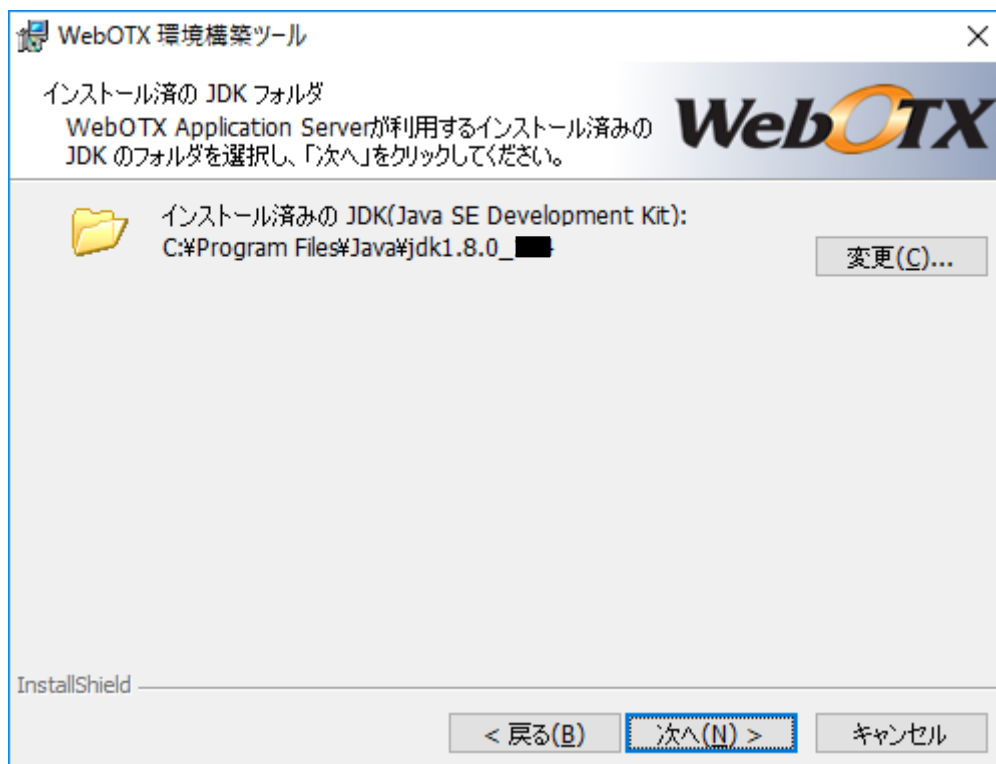 WebOTX 環境構築ツール
インストール済の JDK フォルダ
WebOTX Application Serverが利用するインストール済みの
JDK のフォルダを選択し、「次へ」をクリックしてください。
WebOTX
インストール済みの JDK(Java SE Development Kit):
C:¥Program Files¥Java¥jdk1.8.0_
変更(C)...
InstallShield
< 戻る(B)
次へ(N) >
キャンセル